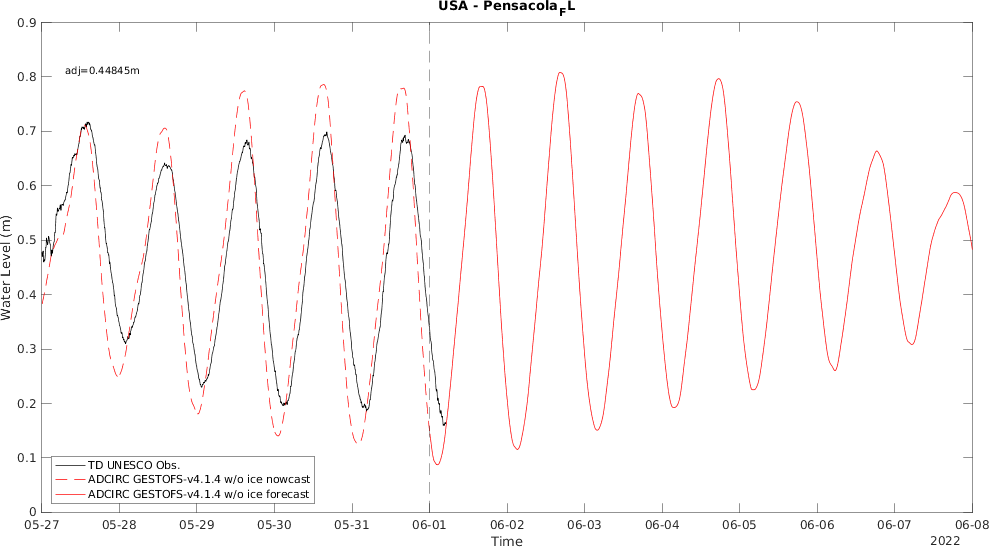 USA - Pensacola_FL
adj=0.44845m
Water Level (m)
0.9
0.8
0.7
0.6
0.5
0.4
0.3
0.2
0.1
0
TD UNESCO Obs.
ADCIRC GESTOFS-v4.1.4 w/o ice nowcast
ADCIRC GESTOFS-v4.1.4 w/o ice forecast
05-27 05-28 05-29 05-30 05-31 06-01 06-02 06-03 06-04 06-05 06-06 06-07 06-08
Time
2022